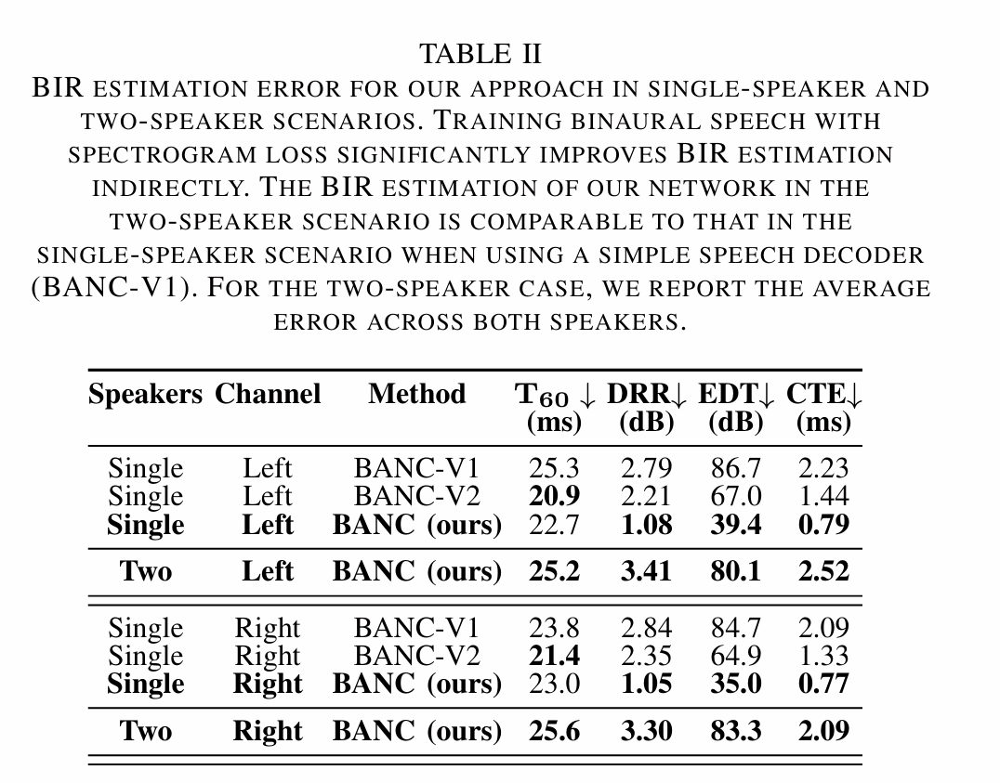 TABLE II
BIR ESTIMATION ERROR FOR OUR APPROACH IN SINGLE-SPEAKER AND
TWO-SPEAKER SCENARIOS. TRAINING BINAURAL SPEECH WITH
SPECTROGRAM LOSS SIGNIFICANTLY IMPROVES BIR ESTIMATION
INDIRECTLY. THE BIR ESTIMATION OF OUR NETWORK IN THE
TWO-SPEAKER SCENARIO IS COMPARABLE TO THAT IN THE
SINGLE-SPEAKER SCENARIO WHEN USING A SIMPLE SPEECH DECODER
(BANC-V1). FOR THE TWO-SPEAKER CASE, WE REPORT THE AVERAGE
ERROR ACROSS BOTH SPEAKERS.
Speakers Channel Method T60 ↓ DRR↓ EDT↓ CTE↓
(ms) (dB) (dB) (ms)
Single Left BANC-V1 25.3 2.79 86.7 2.23
Single Left BANC-V2 20.9 2.21 67.0 1.44
Single Left BANC (ours) 22.7 1.08 39.4 0.79
Two Left BANC (ours) 25.2 3.41 80.1 2.52
Single Right BANC-V1 23.8 2.84 84.7 2.09
Single Right BANC-V2 21.4 2.35 64.9 1.33
Single Right BANC (ours) 23.0 1.05 35.0 0.77
Two Right BANC (ours) 25.6 3.30 83.3 2.09